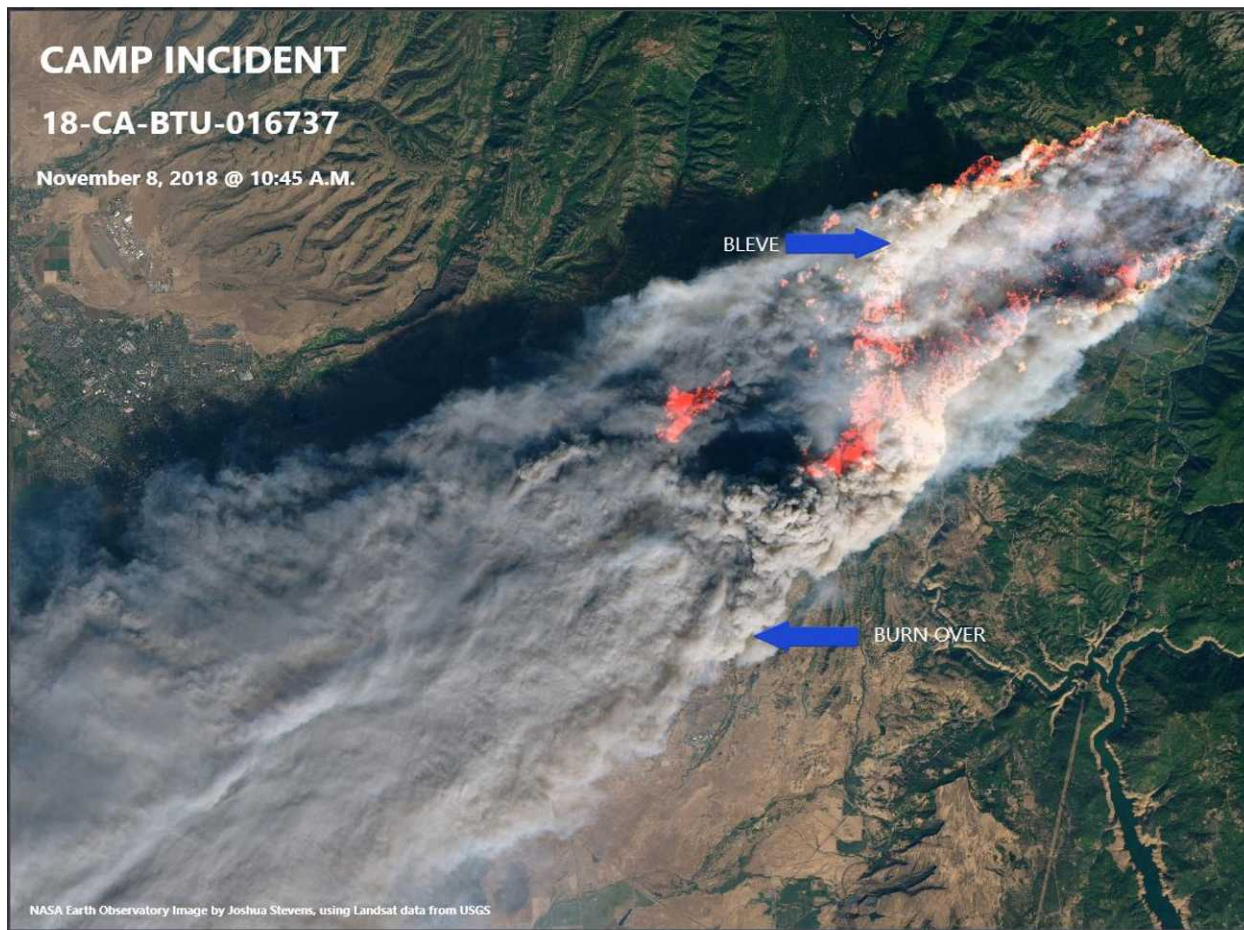 CAMP INCIDENT
18-CA-BTU-016737
November 8, 2018 @ 10:45 A.M.
BLEVE
BURN OVER
NASA Earth Observatory Image by Joshua Stevens, using Landsat data from USGS